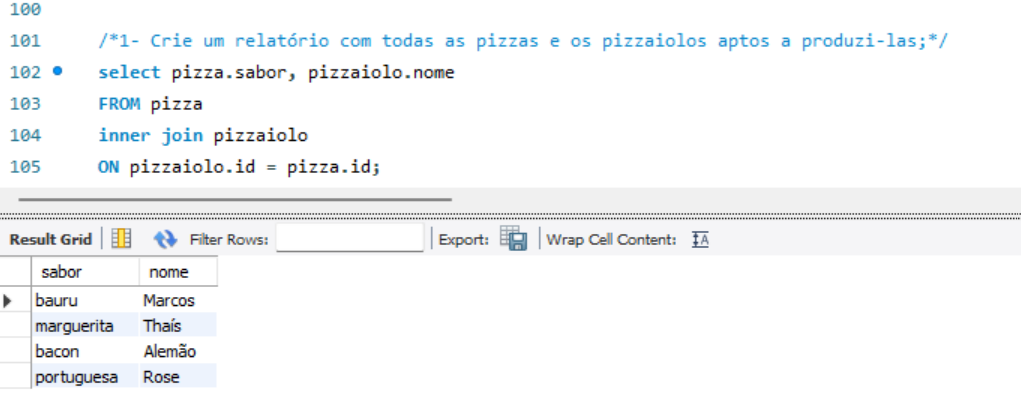 100
101 /*1- Crie um relatório com todas as pizzas e os pizzaiolos aptos a produzi-las;*/
102 select pizza.sabor, pizzaiolo.nome
103 FROM pizza
104 inner join pizzaiolo
105 ON pizzaiolo.id = pizza.id;
Result Grid Filter Rows: Export: Wrap Cell Content: IA
sabor nome
bauru Marcos
marguerita Thaís
bacon Alemão
portuguesa Rose